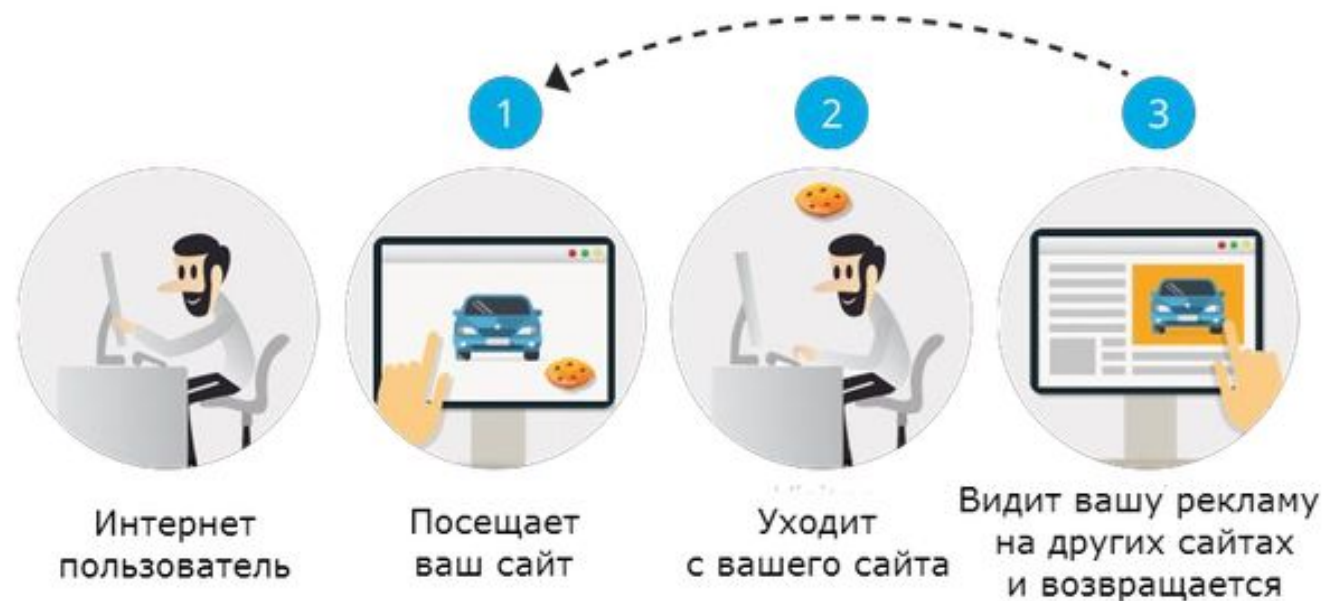 1
2
3
Интернет
пользователь
Посещает
ваш сайт
Уходит
с вашего сайта
Видит вашу рекламу
на других сайтах
и возвращается